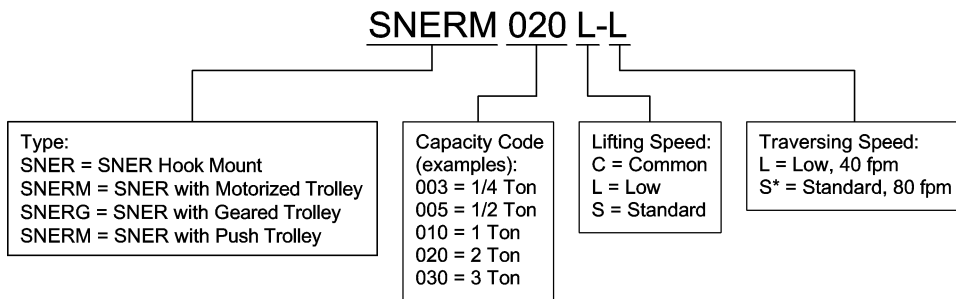 SNERM 020 L-L
Type:
SNER = SNER Hook Mount
SNERM = SNER with Motorized Trolley
SNERG = SNER with Geared Trolley
SNERM = SNER with Push Trolley
Capacity Code
(examples):
003 = 1/4 Ton
005 = 1/2 Ton
010 = 1 Ton
020 = 2 Ton
030 = 3 Ton
Lifting Speed:
C = Common
L = Low
S = Standard
Traversing Speed:
L = Low, 40 fpm
S* = Standard, 80 fpm